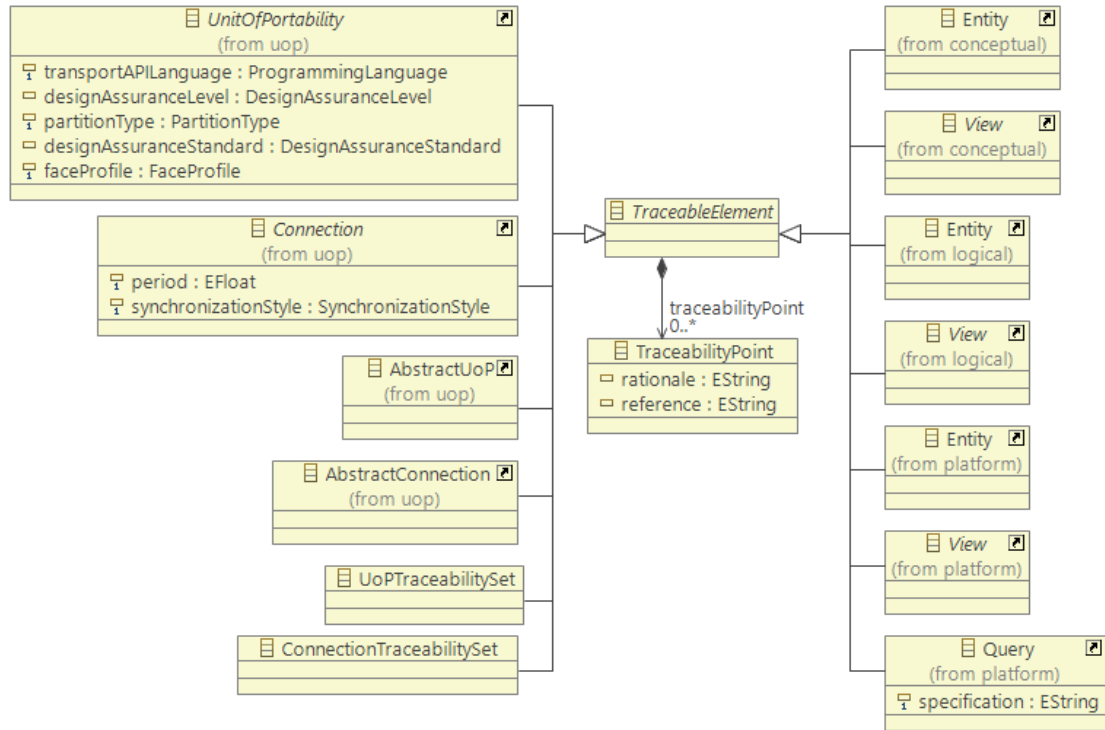 UnitOfPortability
(from uop)
transportAPILanguage : ProgrammingLanguage
designAssuranceLevel : DesignAssuranceLevel
partitionType : PartitionType
designAssuranceStandard : DesignAssuranceStandard
faceProfile : FaceProfile
Connection
(from uop)
period : EFloat
synchronizationStyle : SynchronizationStyle
AbstractUoP
(from uop)
AbstractConnection
(from uop)
UoPTraceabilitySet
ConnectionTraceabilitySet
TraceableElement
traceabilityPoint
0..*
TraceabilityPoint
rationale : EString
reference : EString
Entity
(from conceptual)
View
(from conceptual)
Entity
(from logical)
View
(from logical)
Entity
(from platform)
View
(from platform)
Query
(from platform)
specification : EString